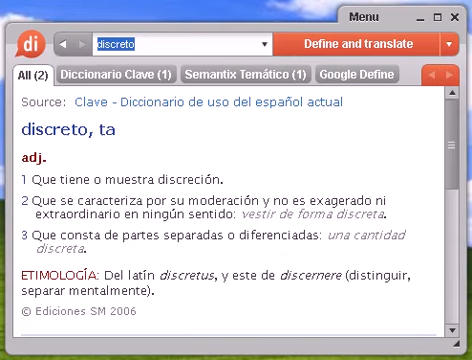 Menu
di
discreto
Define and translate
All (2)
Diccionario Clave (1)
Semantix Temático (1)
Google Define
Source: Clave - Diccionario de uso del español actual
discreto, ta
adj.
1 Que tiene o muestra discreción.
2 Que se caracteriza por su moderación y no es exagerado ni
extraordinario en ningún sentido: vestir de forma discreta.
3 Que consta de partes separadas o diferenciadas: una cantidad
discreta.
ETIMOLOGÍA: Del latín discretus, y este de discernere (distinguir,
separar mentalmente).
© Ediciones SM 2006